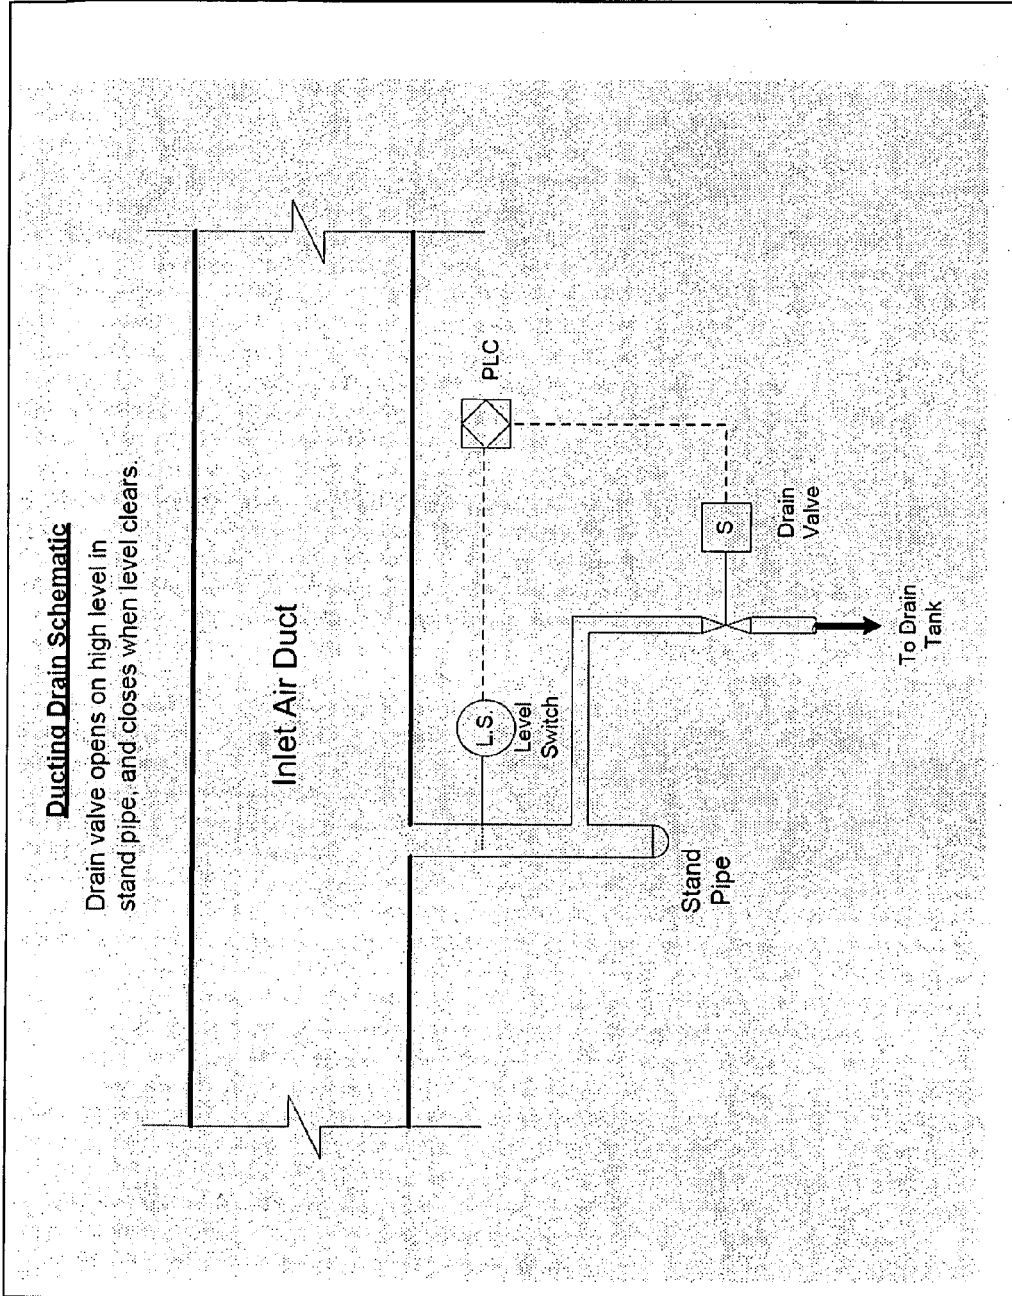 Ducting Drain Schematic
Drain valve opens on high level in
stand pipe, and closes when level clears.
Inlet Air Duct
L.S.
Level
Switch
PLC
S
Drain
Valve
Stand
Pipe
To Drain
Tank